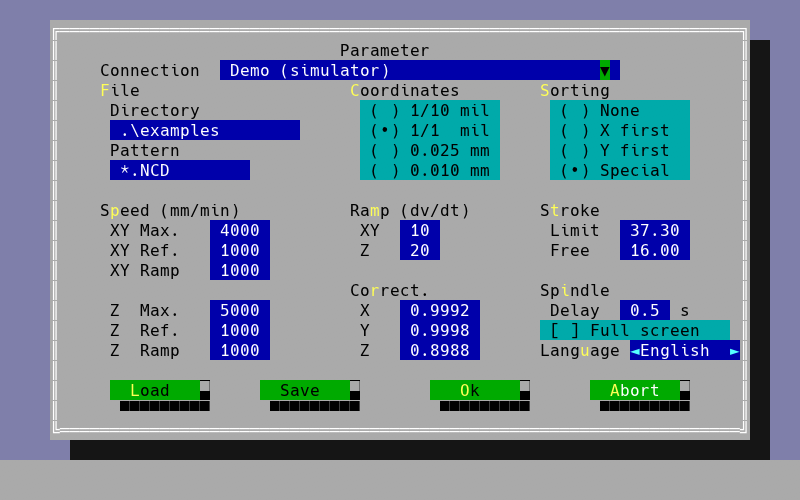 Parameter
Connection Demo (simulator) ▼
File Coordinates Sorting
Directory ( ) 1/10 mil ( ) None
.\examples (•) 1/1 mil ( ) X first
Pattern ( ) 0.025 mm ( ) Y first
*.NCD ( ) 0.010 mm (•) Special
Speed (mm/min) Ramp (dv/dt) Stroke
XY Max. 4000 XY 10 Limit 37.30
XY Ref. 1000 Z 20 Free 16.00
XY Ramp 1000
Correct. Spindle
Z Max. 5000 X 0.9992 Delay 0.5 s
Z Ref. 1000 Y 0.9998 [ ] Full screen
Z Ramp 1000 Z 0.8988 Language ◄English ►
Load Save Ok Abort